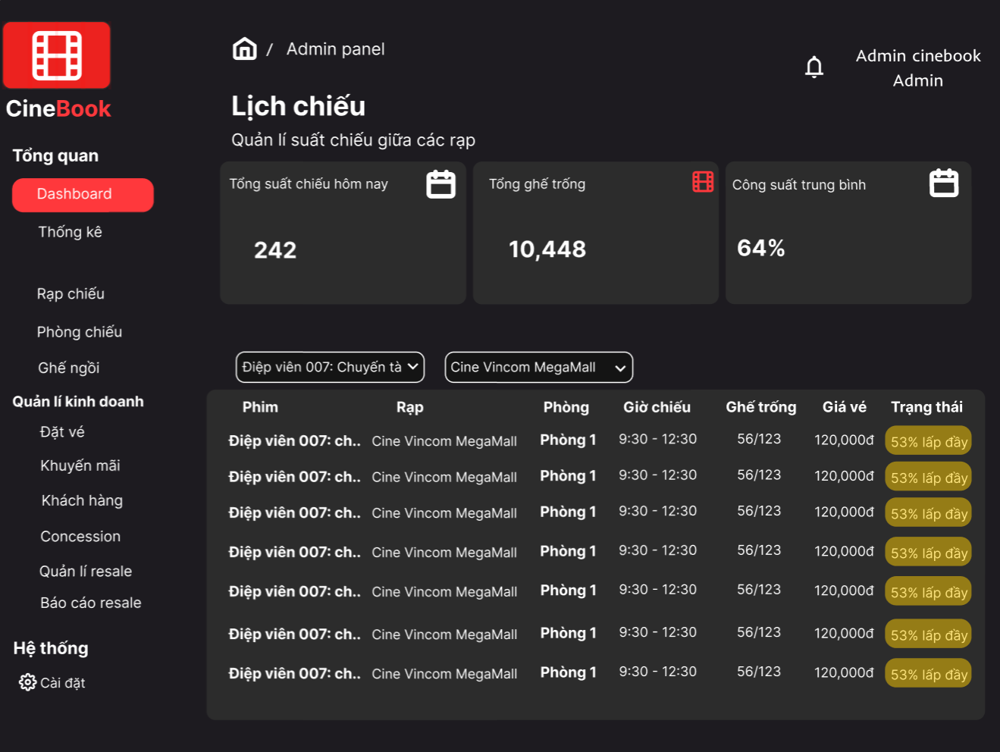 CineBook
Tổng quan
Dashboard
Thống kê
Rạp chiếu
Phòng chiếu
Ghế ngồi
Quản lí kinh doanh
Đặt vé
Khuyến mãi
Khách hàng
Concession
Quản lí resale
Báo cáo resale
Hệ thống
Cài đặt
/ Admin panel
Admin cinebook
Admin
Lịch chiếu
Quản lí suất chiếu giữa các rạp
Tổng suất chiếu hôm nay
242
Tổng ghế trống
10,448
Công suất trung bình
64%
Điệp viên 007: Chuyến tà
Cine Vincom MegaMall
Phim Rạp Phòng Giờ chiếu Ghế trống Giá vé Trạng thái
Điệp viên 007: ch.. Cine Vincom MegaMall Phòng 1 9:30 - 12:30 56/123 120,000đ 53% lấp đầy
Điệp viên 007: ch.. Cine Vincom MegaMall Phòng 1 9:30 - 12:30 56/123 120,000đ 53% lấp đầy
Điệp viên 007: ch.. Cine Vincom MegaMall Phòng 1 9:30 - 12:30 56/123 120,000đ 53% lấp đầy
Điệp viên 007: ch.. Cine Vincom MegaMall Phòng 1 9:30 - 12:30 56/123 120,000đ 53% lấp đầy
Điệp viên 007: ch.. Cine Vincom MegaMall Phòng 1 9:30 - 12:30 56/123 120,000đ 53% lấp đầy
Điệp viên 007: ch.. Cine Vincom MegaMall Phòng 1 9:30 - 12:30 56/123 120,000đ 53% lấp đầy
Điệp viên 007: ch.. Cine Vincom MegaMall Phòng 1 9:30 - 12:30 56/123 120,000đ 53% lấp đầy